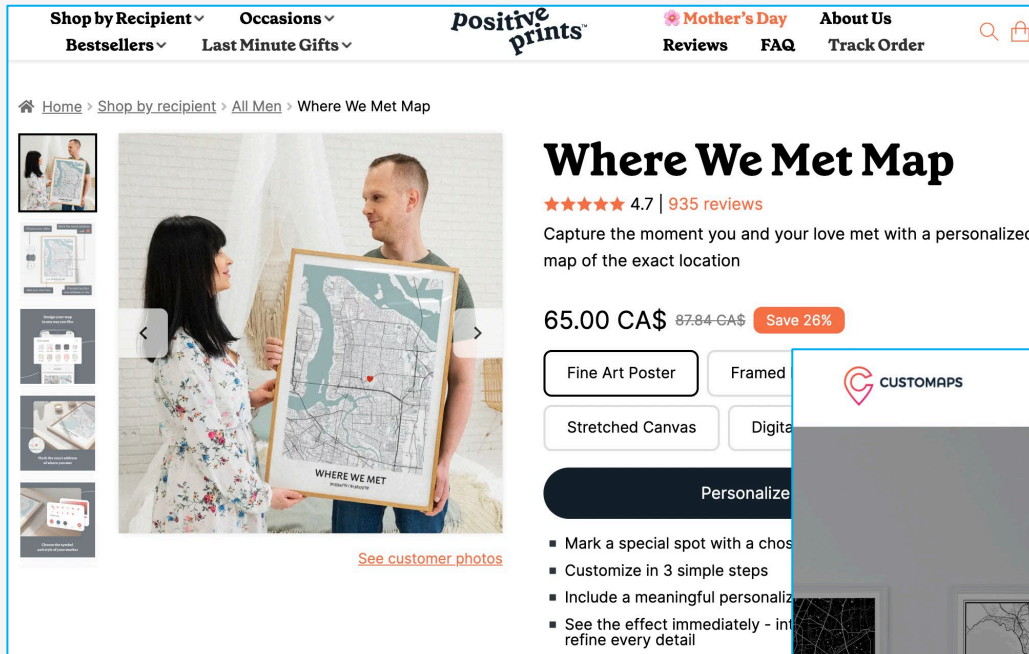 Shop by Recipient
Occasions
positive prints™
Mother's Day
About Us
Bestsellers
Last Minute Gifts
Reviews
FAQ
Track Order
Home > Shop by recipient > All Men > Where We Met Map
Where We Met Map
4.7 | 935 reviews
Capture the moment you and your love met with a personalized
map of the exact location
65.00 CA$ 87.84 CA$ Save 26%
Fine Art Poster
Framed
Stretched Canvas
Digita
Personalize
Mark a special spot with a chos
Customize in 3 simple steps
Include a meaningful personaliz
See the effect immediately - int
refine every detail
WHERE WE MET
See customer photos
CUSTOMAPS